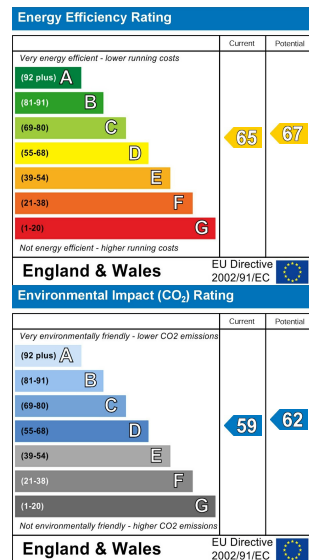 Energy Efficiency Rating
Current Potential
Very energy efficient - lower running costs
(92 plus) A
(81-91) B
(69-80) C
(55-68) D
(39-54) E
(21-38) F
(1-20) G
65 67
Not energy efficient - higher running costs
England & Wales
EU Directive
2002/91/EC
Environmental Impact (CO₂) Rating
Current Potential
Very environmentally friendly - lower CO2 emissions
(92 plus) A
(81-91) B
(69-80) C
(55-68) D
(39-54) E
(21-38) F
(1-20) G
59 62
Not environmentally friendly - higher CO2 emissions
England & Wales
EU Directive
2002/91/EC